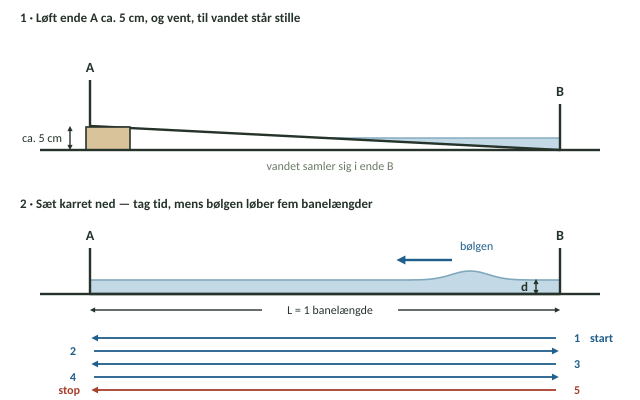 1 · Løft ende A ca. 5 cm, og vent, til vandet står stille
A
B
ca. 5 cm
vandet samler sig i ende B
2 · Sæt karret ned — tag tid, mens bølgen løber fem banelængder
A
B
bølgen
d
L = 1 banelængde
1 start
2
3
4
stop
5